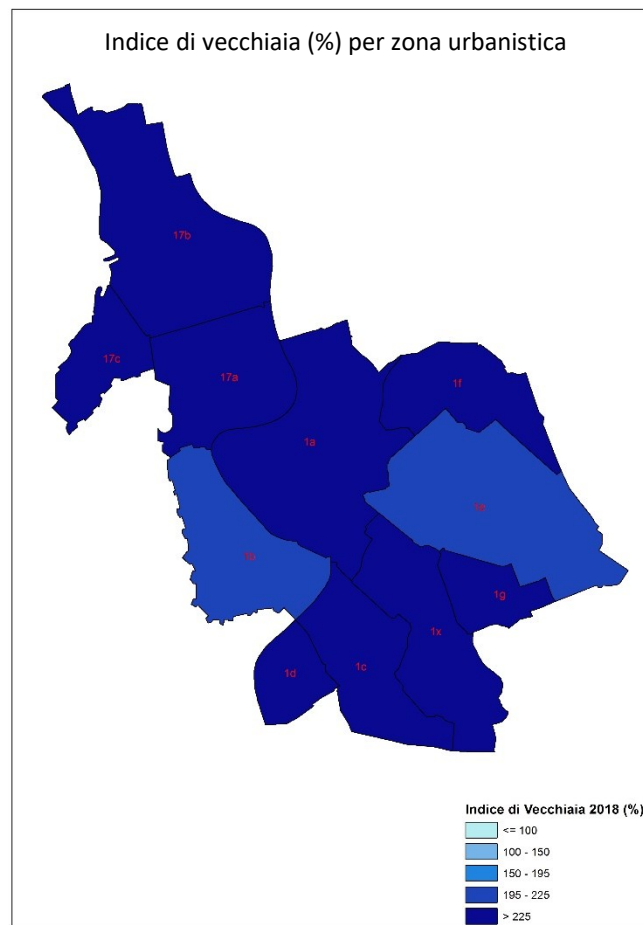 Indice di vecchiaia (%) per zona urbanistica
17b
17c
17a
1f
1a
1e
1b
1g
1x
1d
1c
Indice di Vecchiaia 2018 (%)
<= 100
100 - 150
150 - 195
195 - 225
> 225